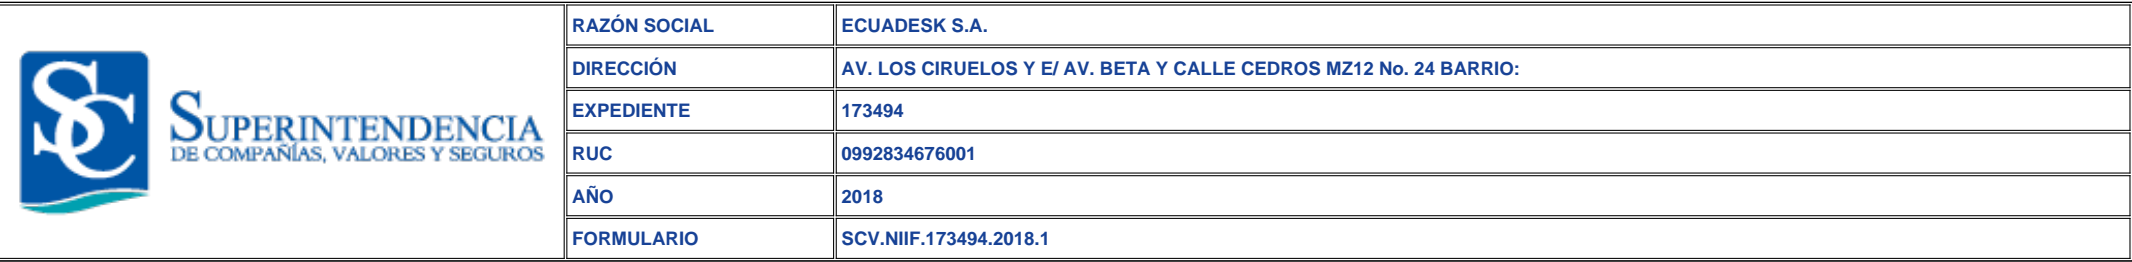 SC
SUPERINTENDENCIA
DE COMPAÑÍAS, VALORES Y SEGUROS
RAZÓN SOCIAL ECUADESK S.A.
DIRECCIÓN AV. LOS CIRUELOS Y E/ AV. BETA Y CALLE CEDROS MZ12 No. 24 BARRIO:
EXPEDIENTE 173494
RUC 0992834676001
AÑO 2018
FORMULARIO SCV.NIIF.173494.2018.1